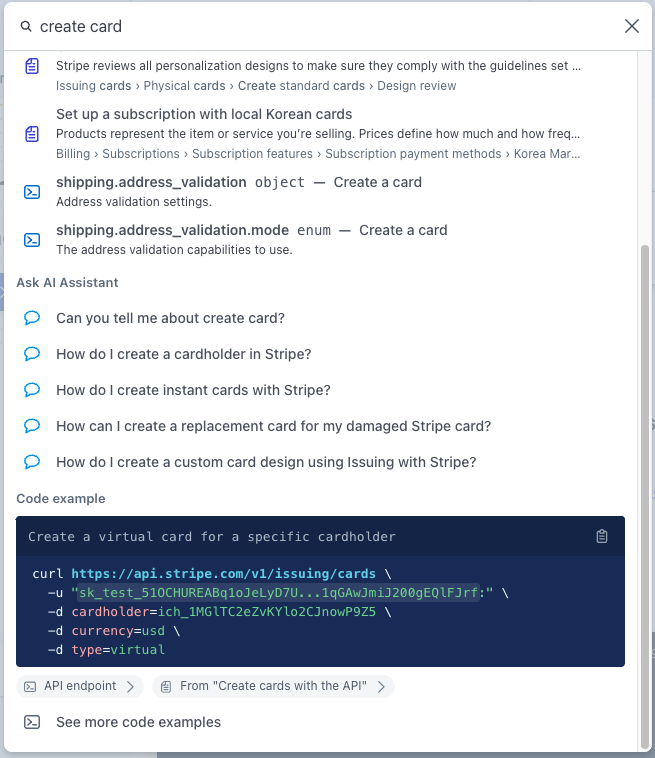 create card
Stripe reviews all personalization designs to make sure they comply with the guidelines set ...
Issuing cards › Physical cards › Create standard cards › Design review
Set up a subscription with local Korean cards
Products represent the item or service you’re selling. Prices define how much and how freq...
Billing › Subscriptions › Subscription features › Subscription payment methods › Korea Mar...
shipping.address_validation object — Create a card
Address validation settings.
shipping.address_validation.mode enum — Create a card
The address validation capabilities to use.
Ask AI Assistant
Can you tell me about create card?
How do I create a cardholder in Stripe?
How do I create instant cards with Stripe?
How can I create a replacement card for my damaged Stripe card?
How do I create a custom card design using Issuing with Stripe?
Code example
Create a virtual card for a specific cardholder
curl https://api.stripe.com/v1/issuing/cards \
-u "sk_test_51OCHUREABq1oJeLyD7U...1qGAwJmiJ200gEQlFJrf:" \
-d cardholder=ich_1MGlTC2eZvKYlo2CJnowP9Z5 \
-d currency=usd \
-d type=virtual
API endpoint
From "Create cards with the API"
See more code examples